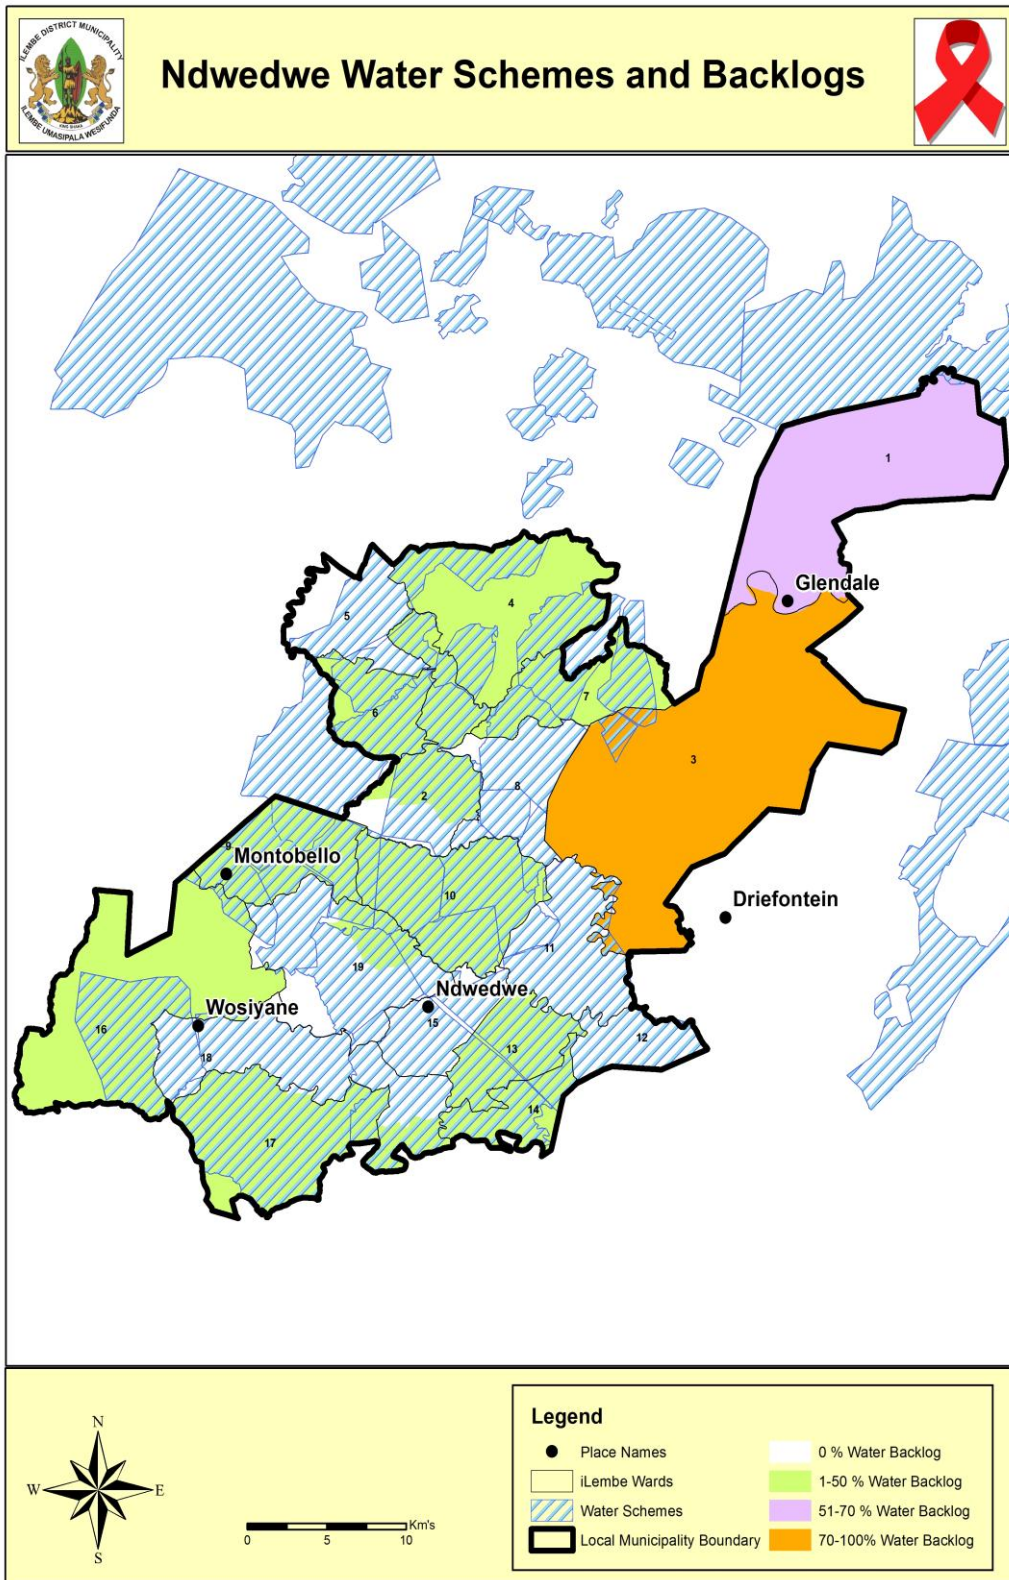 ILEMBE DISTRICT MUNICIPALITY
KING SHAKA
ILEMBE UMASIPALA WESIFUNDA
Ndwedwe Water Schemes and Backlogs
1
Glendale
4
5
7
6
3
8
2
9
Montobello
10
Driefontein
11
19
Ndwedwe
Wosiyane
15
16
12
13
18
14
17
N
W
E
S
Km's
0 5 10
Legend
Place Names
iLembe Wards
Water Schemes
Local Municipality Boundary
0 % Water Backlog
1-50 % Water Backlog
51-70 % Water Backlog
70-100% Water Backlog